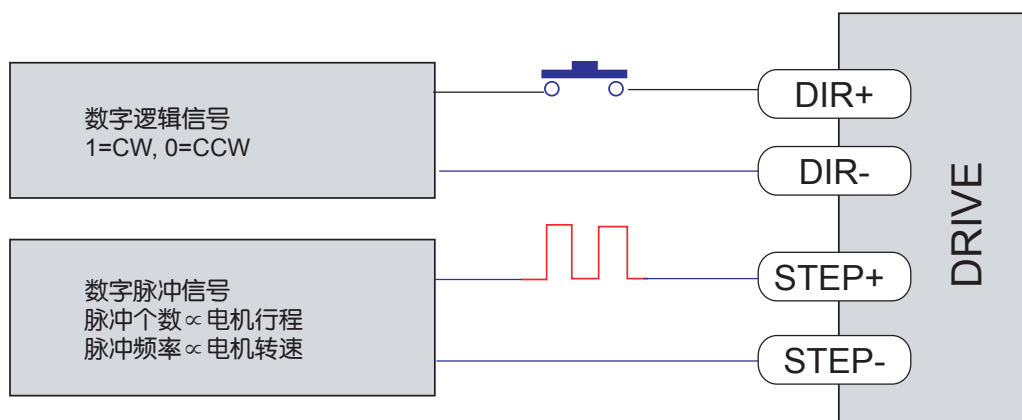 数字逻辑信号
1=CW, 0=CCW
DIR+
DIR-
数字脉冲信号
脉冲个数∝电机行程
脉冲频率∝电机转速
STEP+
STEP-
DRIVE